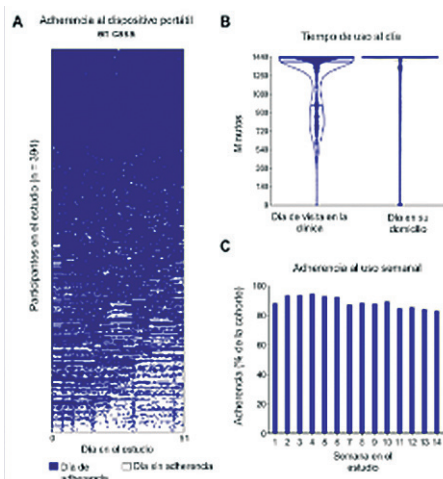 A
Adherencia al dispositivo portátil
en casa
Participantes en el estudio (n = 394)
0
91
Día en el estudio
Día de
adherencia
Día sin adherencia
B
Tiempo de uso al día
Minutos
1440
1260
1080
900
720
540
360
180
0
Día de vista en la
clínica
Día en su
domicilio
C
Adherencia al uso semanal
Adherencia (% de la cohorte)
100
80
60
40
20
0
1 2 3 4 5 6 7 8 9 10 11 12 13 14
Semana en el
estudio